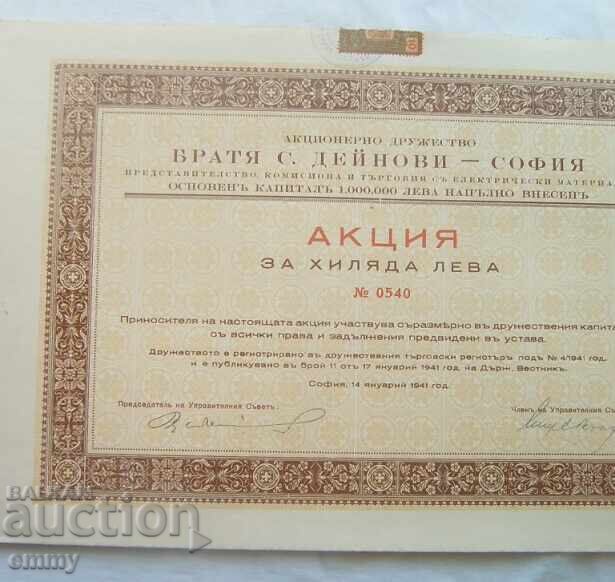 АКЦИОНЕРНО ДРУЖЕСТВО
БРАТЯ С. ДЕЙНОВИ — СОФИЯ
ПРЕДСТАВИТЕЛСТВО, КОМИСИОНА И ТЪРГОВИЯ СЪ ЕЛЕКТРИЧЕСКИ МАТЕРИА
ОСНОВЕНЪ КАПИТАЛЪ 1.000.000 ЛЕВА НАПЪЛНО ВНЕСЕНЪ
АКЦИЯ
ЗА ХИЛЯДА ЛЕВА
№ 0540
Приносителя на настоящата акция участвува съразмѣрно въ дружествения капита
съ всички права и задължения предвидени въ устава.
Дружеството е регистрирано въ дружествения търговски регистъръ подъ № 4/1941 год.
и е публикувано въ брой 11 отъ 17 януарий 1941 год. на Държ. Вестникъ.
София, 14 януарий 1941 год.
Председатель на Управителния Съветъ:
Членъ на Управителния Съ
БАЛКАН
auction
emmy